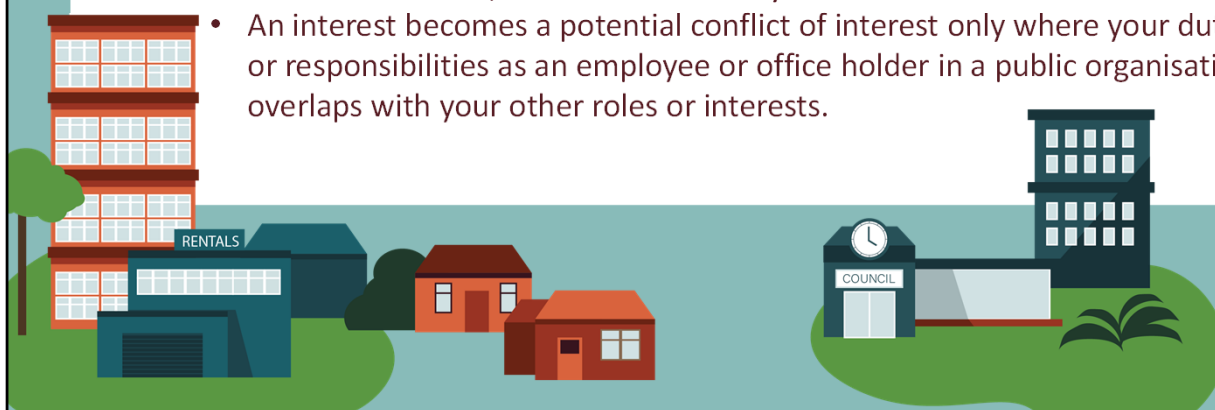 • An interest becomes a potential conflict of interest only where your dut
or responsibilities as an employee or office holder in a public organisati
overlaps with your other roles or interests.
RENTALS
COUNCIL